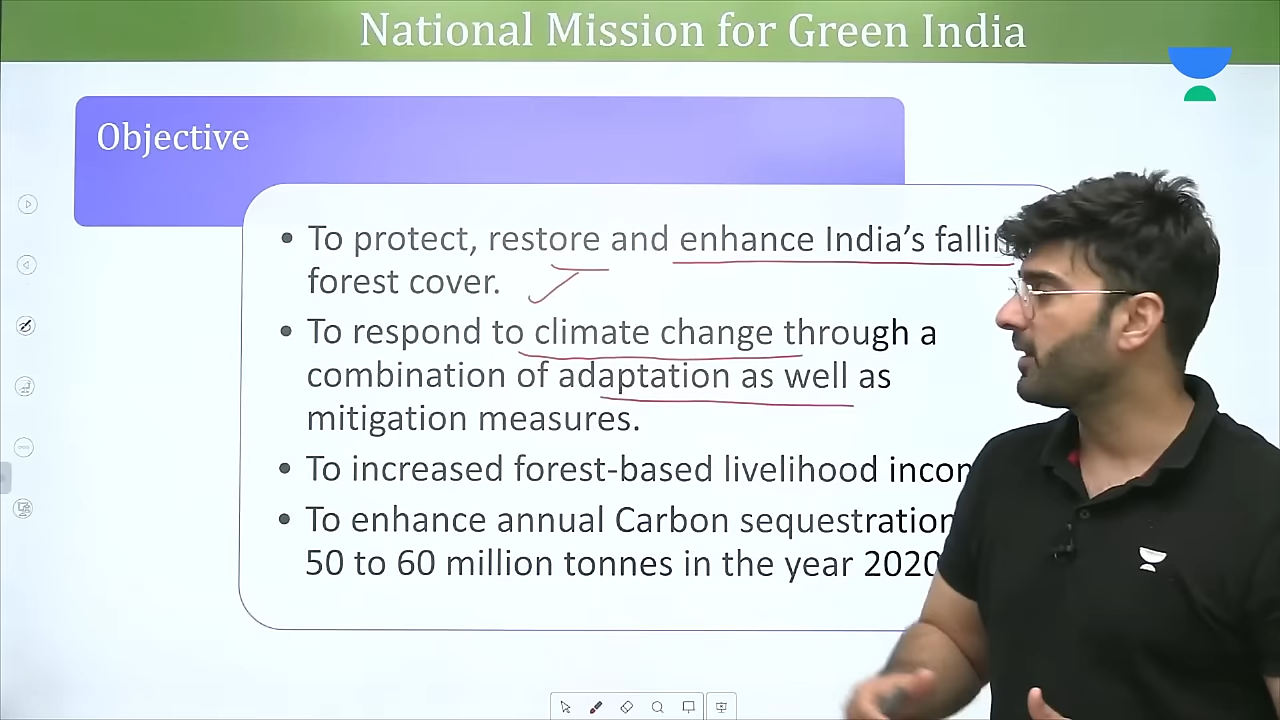 National Mission for Green India
Objective
• To protect, restore and enhance India's
forest cover.
• To respond to climate change through a
combination of adaptation as well as
mitigation measures.
• To increased forest-based livelihood
• To enhance annual Carbon sequestration
50 to 60 million tonnes in the year 2020